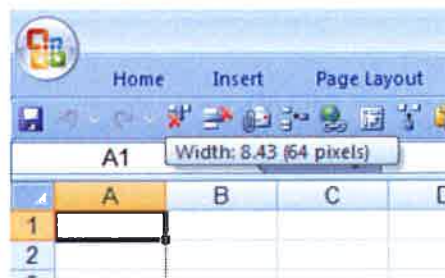 Home Insert Page Layout
A1 Width: 8.43 (64 pixels)
A B C D
1
2